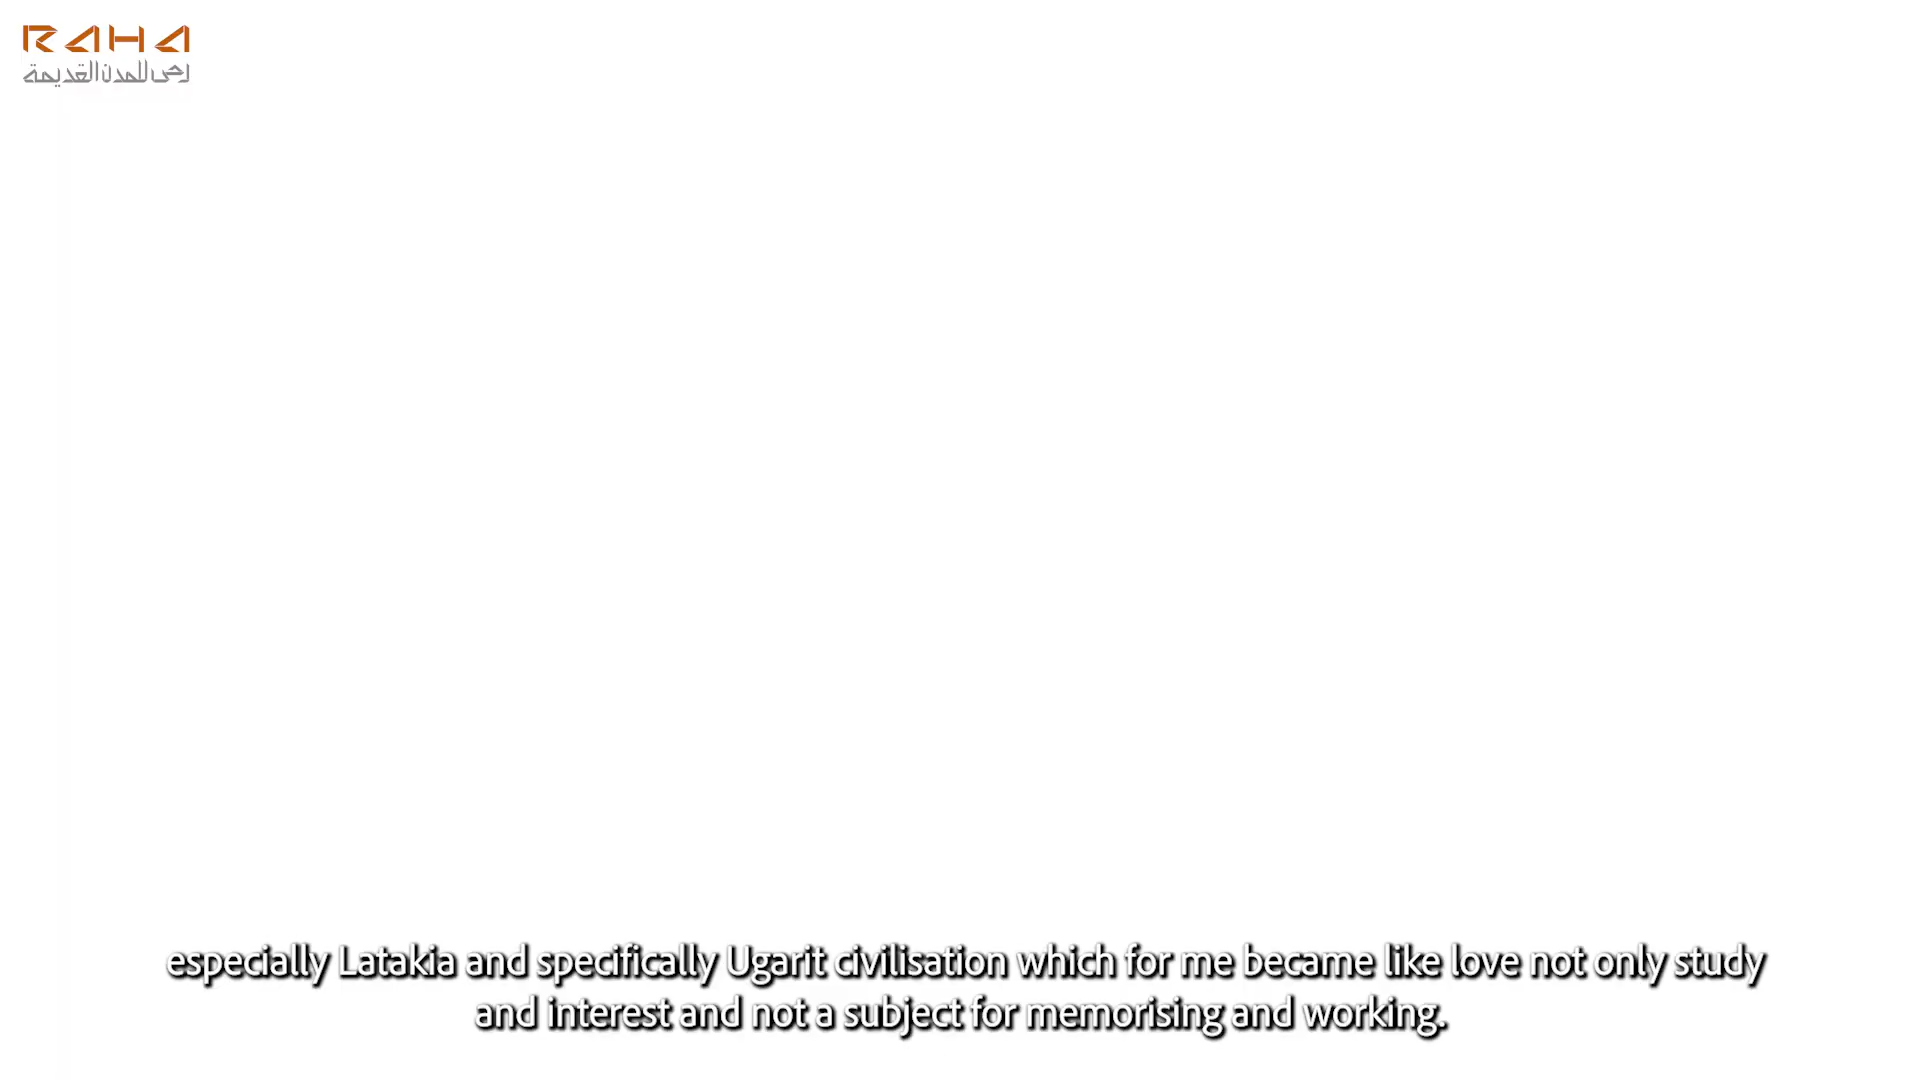 RAHA
رص للمدن القديمة
especially Latakia and specifically Ugarit civilisation which for me became like love not only study
and interest and not a subject for memorising and working.